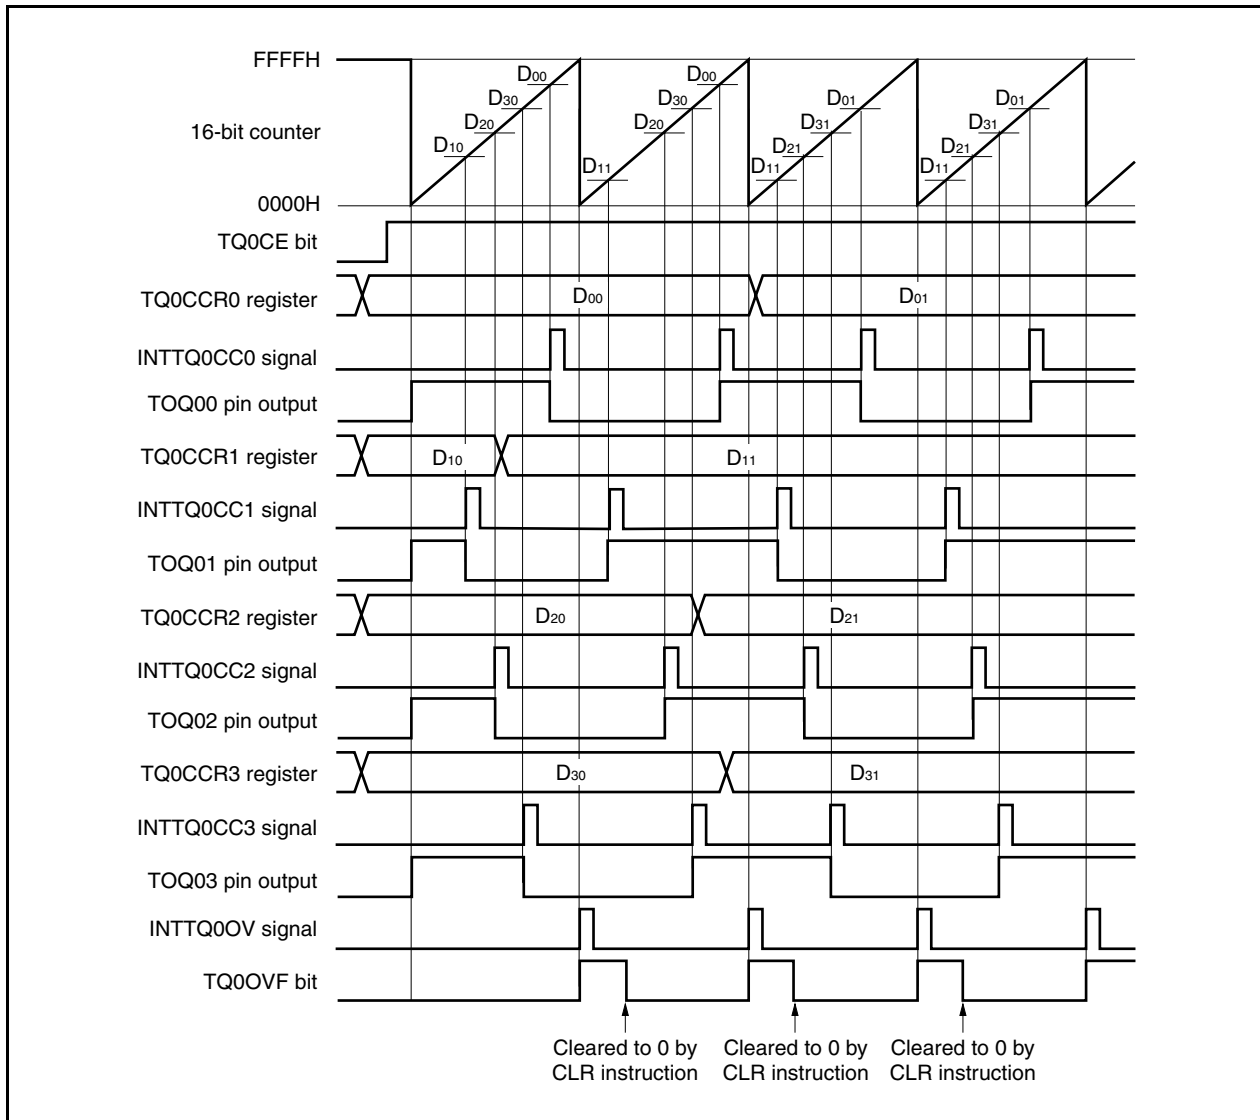 FFFFH
D00
D00
D30
D30
D01
D01
16-bit counter
D20
D20
D31
D31
D10
D21
D21
D11
D11
D11
0000H
TQ0CE bit
TQ0CCR0 register
D00
D01
INTTQ0CC0 signal
TOQ00 pin output
TQ0CCR1 register
D10
D11
INTTQ0CC1 signal
TOQ01 pin output
TQ0CCR2 register
D20
D21
INTTQ0CC2 signal
TOQ02 pin output
TQ0CCR3 register
D30
D31
INTTQ0CC3 signal
TOQ03 pin output
INTTQ0OV signal
TQ0OVF bit
Cleared to 0 by
CLR instruction
Cleared to 0 by
CLR instruction
Cleared to 0 by
CLR instruction